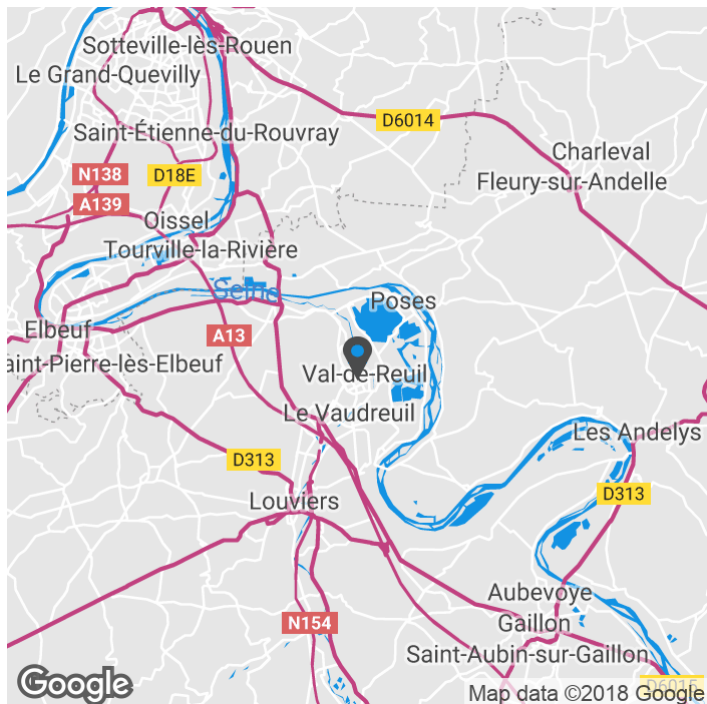 Sotteville-lès-Rouen
Le Grand-Quevilly
D6014
Saint-Étienne-du-Rouvray
Charleval
N138
D18E
Fleury-sur-Andelle
A139
Oissel
Tourville-la-Rivière
Seine
Poses
Elbeuf
A13
aint-Pierre-lès-Elbeuf
Val-de-Reuil
Le Vaudreuil
Les Andelys
D313
D313
Louviers
Aubevoye
Gaillon
N154
Saint-Aubin-sur-Gaillon
D6015
Google
Map data ©2018 Google